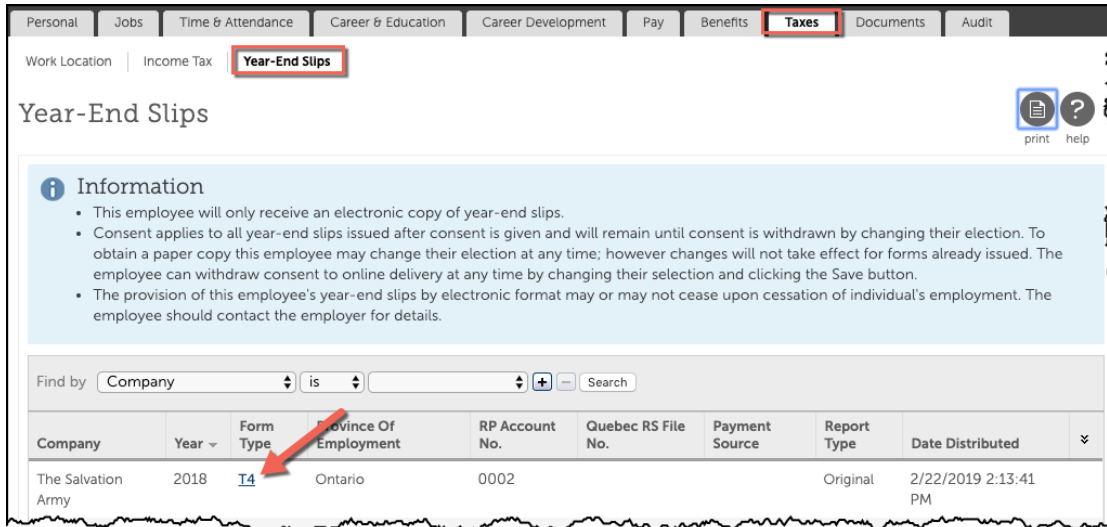 Personal Jobs Time & Attendance Career & Education Career Development Pay Benefits Taxes Documents Audit
Work Location Income Tax Year-End Slips
Year-End Slips
print help
Information
• This employee will only receive an electronic copy of year-end slips.
• Consent applies to all year-end slips issued after consent is given and will remain until consent is withdrawn by changing their election. To
obtain a paper copy this employee may change their election at any time; however changes will not take effect for forms already issued. The
employee can withdraw consent to online delivery at any time by changing their selection and clicking the Save button.
• The provision of this employee's year-end slips by electronic format may or may not cease upon cessation of individual's employment. The
employee should contact the employer for details.
Find by Company is + − Search
Form Province Of RP Account Quebec RS File Payment Report
Company Year Type Employment No. No. Source Type Date Distributed
The Salvation 2018 T4 Ontario 0002 Original 2/22/2019 2:13:41
Army PM